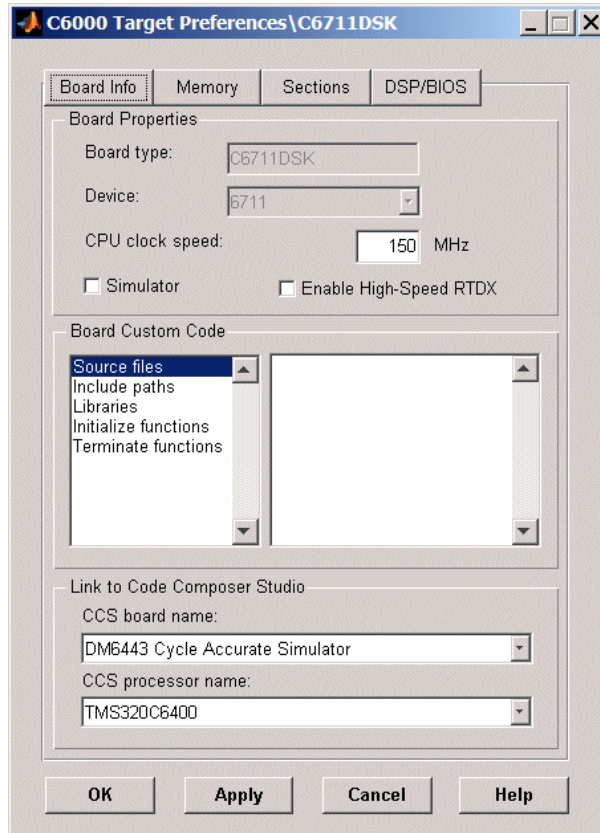 C6000 Target Preferences\C6711DSK
Board Info Memory Sections DSP/BIOS
Board Properties
Board type: C6711DSK
Device: 6711
CPU clock speed: 150 MHz
Simulator Enable High-Speed RTDX
Board Custom Code
Source files
Include paths
Libraries
Initialize functions
Terminate functions
Link to Code Composer Studio
CCS board name:
DM6443 Cycle Accurate Simulator
CCS processor name:
TMS320C6400
OK Apply Cancel Help